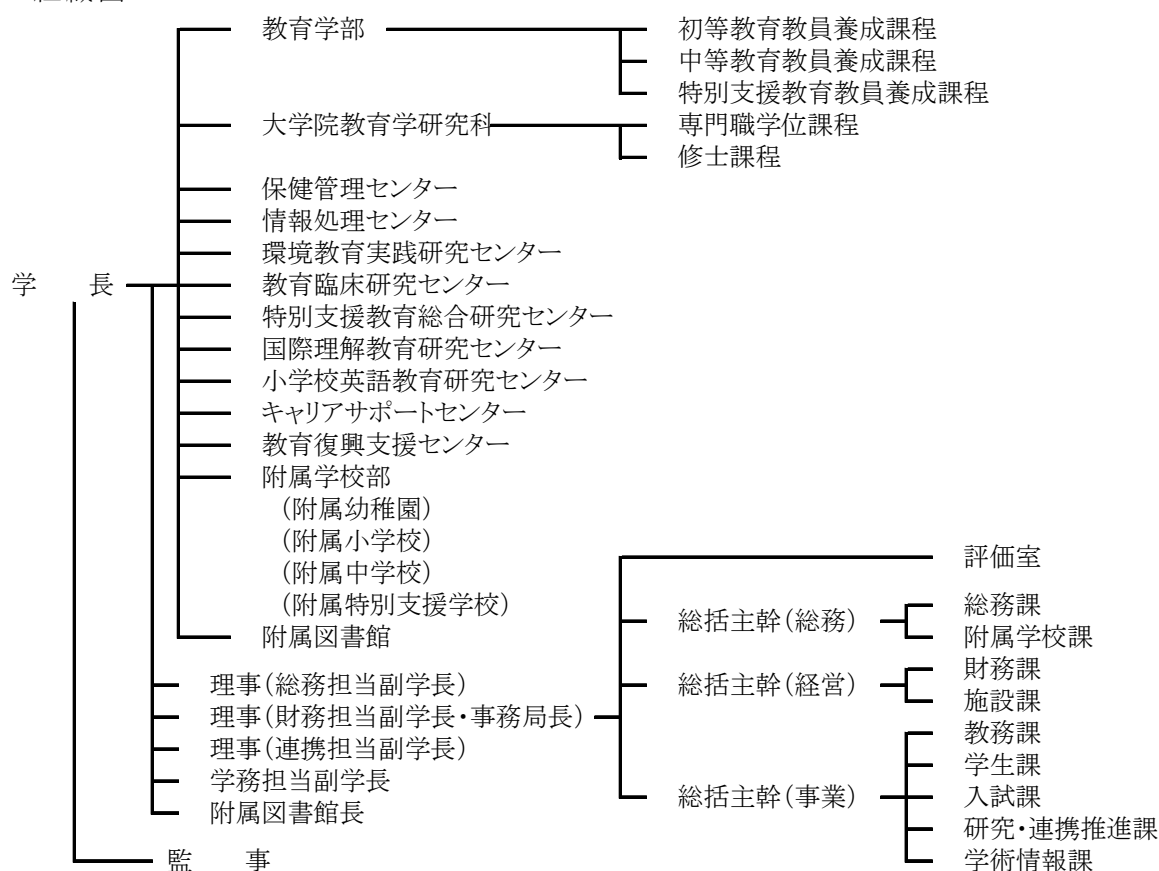 教育学部
初等教育教員養成課程
中等教育教員養成課程
特別支援教育教員養成課程
大学院教育学研究科
専門職学位課程
修士課程
保健管理センター
情報処理センター
環境教育実践研究センター
学　　長
教育臨床研究センター
特別支援教育総合研究センター
国際理解教育研究センター
小学校英語教育研究センター
キャリアサポートセンター
教育復興支援センター
附属学校部
(附属幼稚園)
(附属小学校)
(附属中学校)
(附属特別支援学校)
附属図書館
理事(総務担当副学長)
理事(財務担当副学長・事務局長)
理事(連携担当副学長)
学務担当副学長
附属図書館長
監　　事
評価室
総括主幹(総務)
総務課
附属学校課
総括主幹(経営)
財務課
施設課
総括主幹(事業)
教務課
学生課
入試課
研究・連携推進課
学術情報課